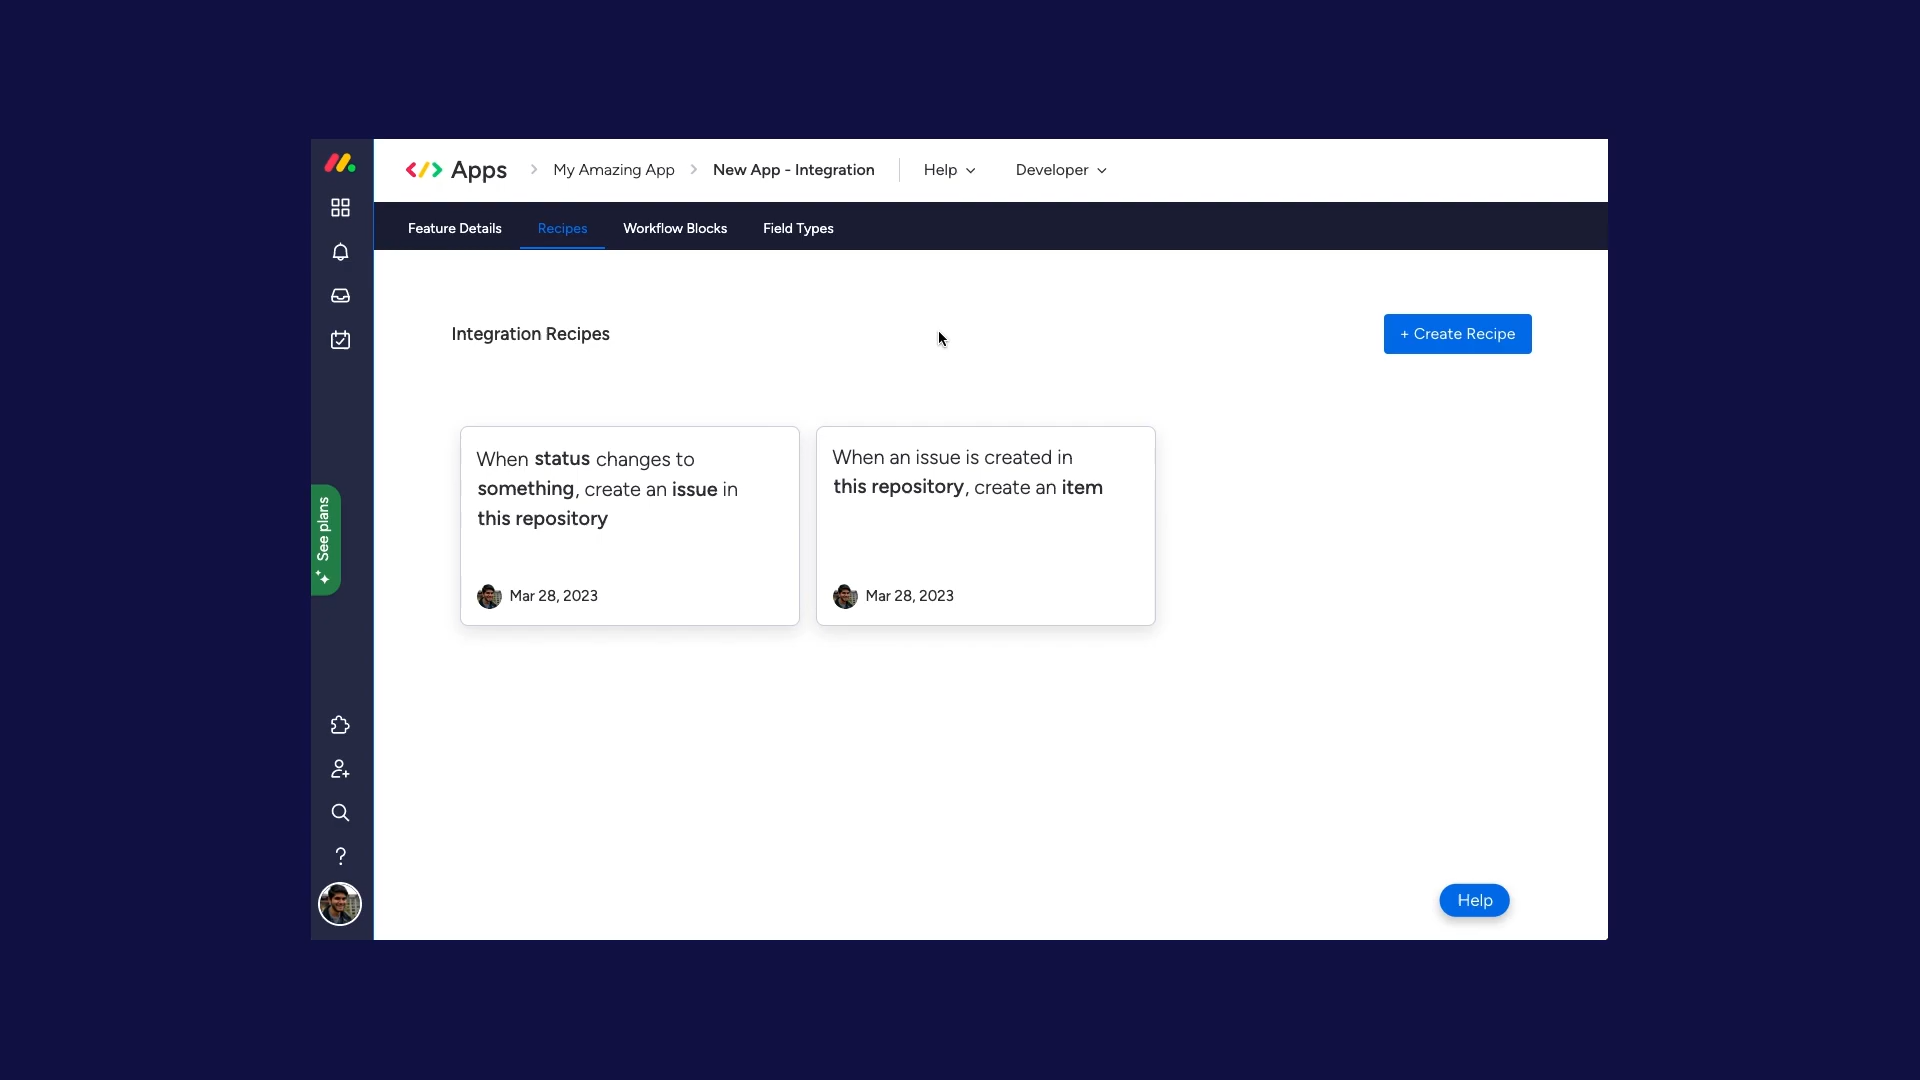 Apps
My Amazing App
New App - Integration
Help
Developer
Feature Details
Recipes
Workflow Blocks
Field Types
Integration Recipes
+ Create Recipe
When status changes to
something, create an issue in
this repository
Mar 28, 2023
When an issue is created in
this repository, create an item
Mar 28, 2023
See plans
Help